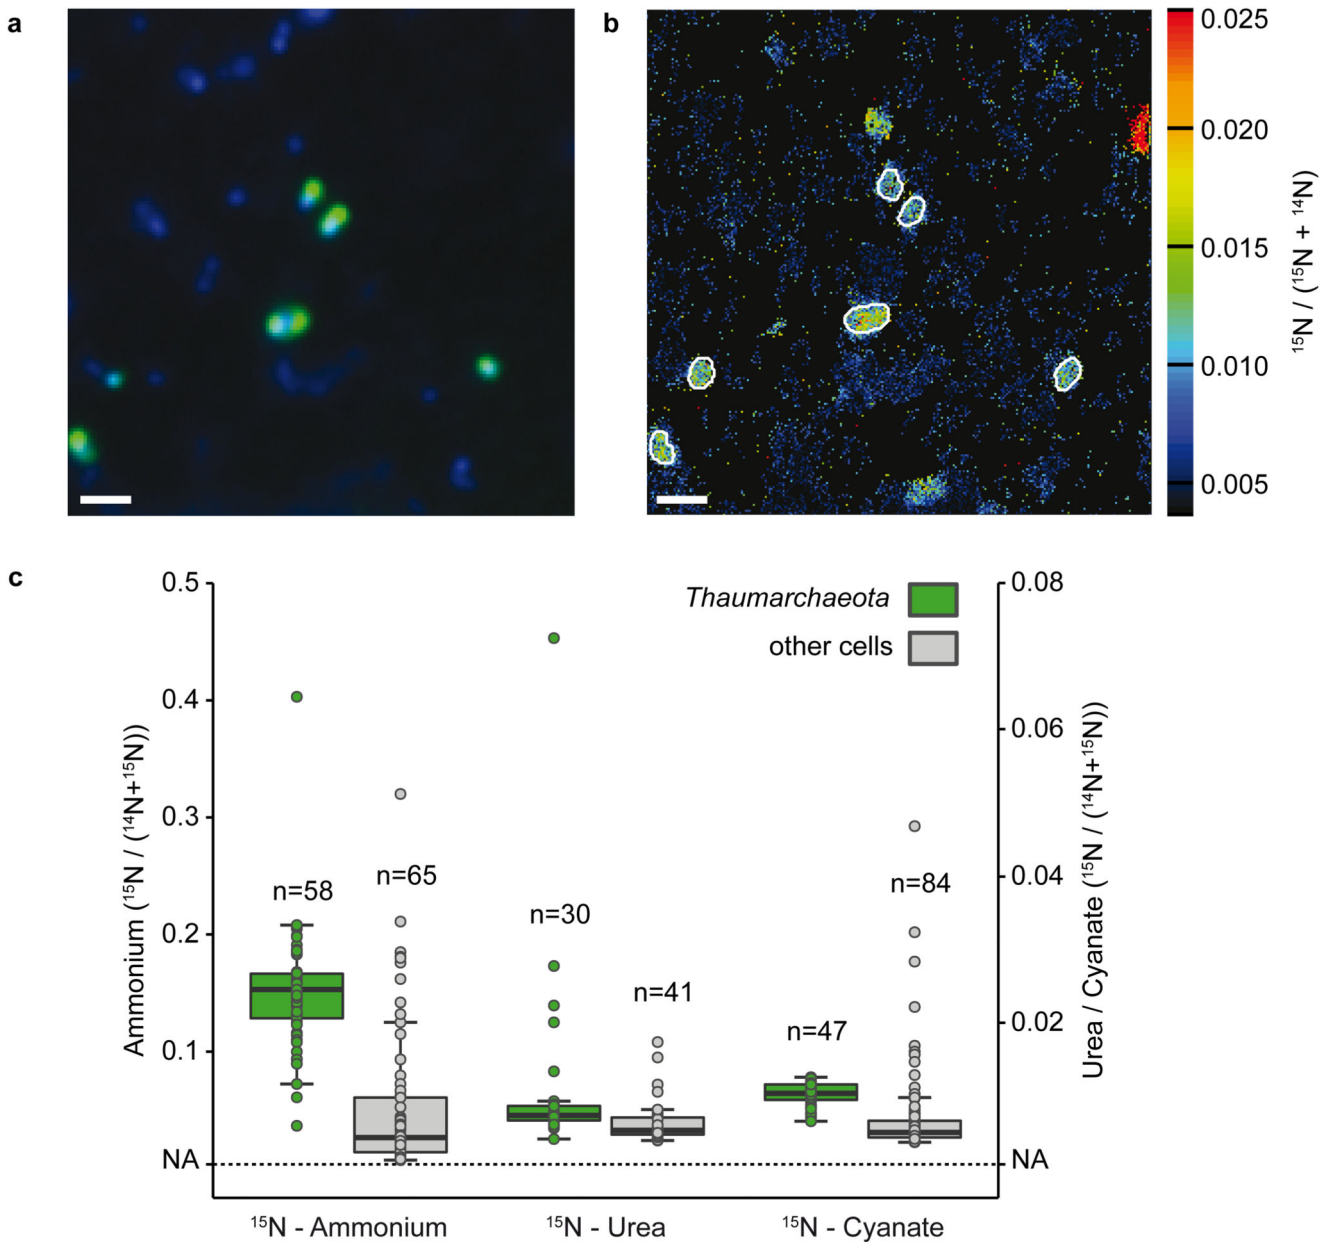 a
b
0.025
0.020
0.015
0.010
0.005
¹⁵N / (¹⁵N + ¹⁴N)
c
Ammonium (¹⁵N / (¹⁴N+¹⁵N))
0.5
0.4
0.3
0.2
0.1
NA
Thaumarchaeota
other cells
n=58
n=65
n=30
n=41
n=47
n=84
0.08
0.06
0.04
0.02
NA
Urea / Cyanate (¹⁵N / (¹⁴N+¹⁵N))
¹⁵N - Ammonium
¹⁵N - Urea
¹⁵N - Cyanate